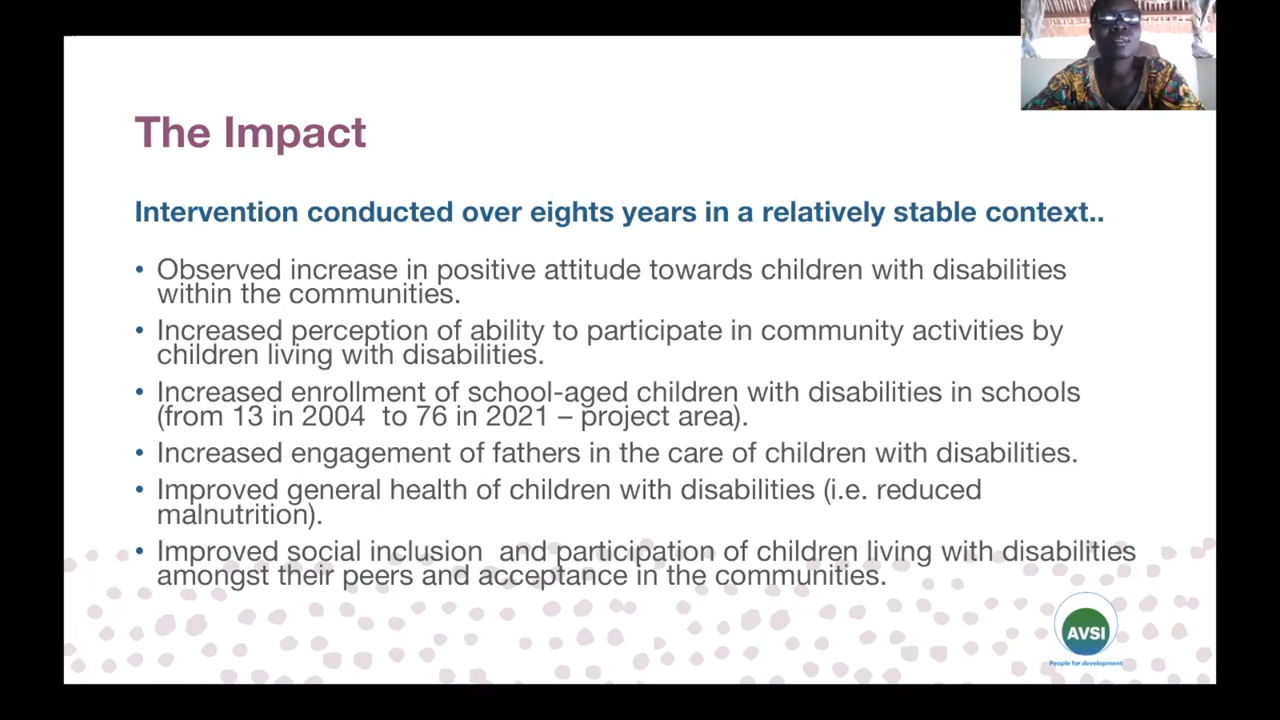 The Impact
Intervention conducted over eights years in a relatively stable context..
• Observed increase in positive attitude towards children with disabilities
within the communities.
• Increased perception of ability to participate in community activities by
children living with disabilities.
• Increased enrollment of school-aged children with disabilities in schools
(from 13 in 2004  to 76 in 2021 – project area).
• Increased engagement of fathers in the care of children with disabilities.
• Improved general health of children with disabilities (i.e. reduced
malnutrition).
• Improved social inclusion  and participation of children living with disabilities
amongst their peers and acceptance in the communities.
AVSI
People for development